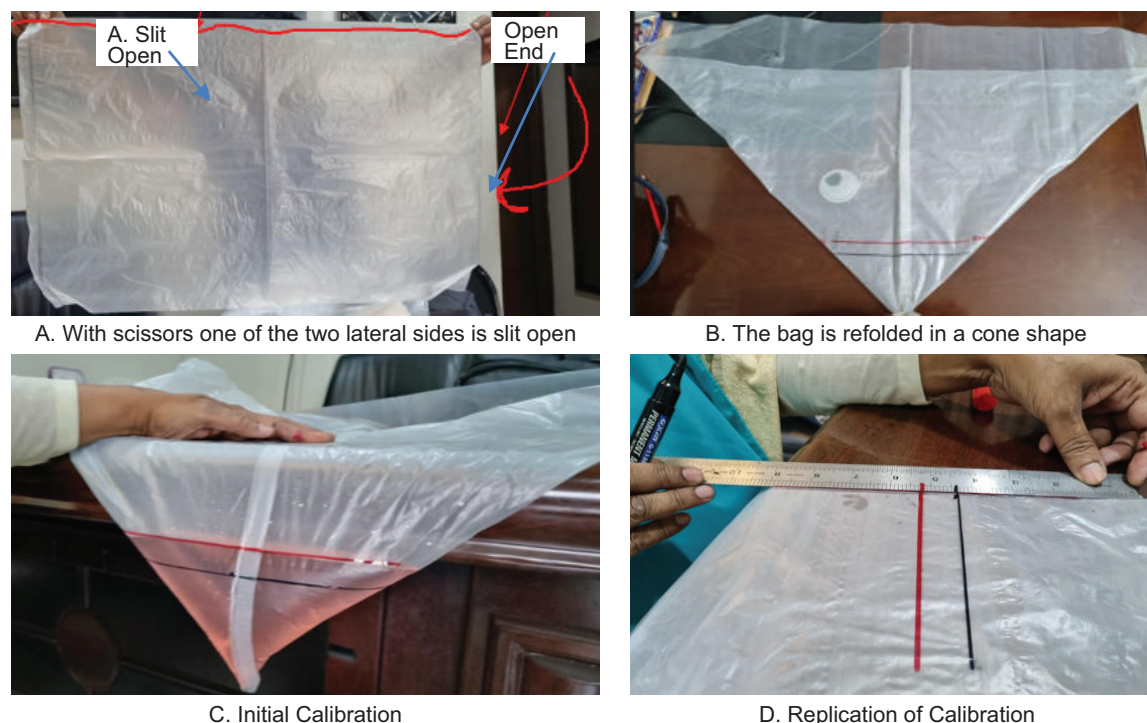 A. Slit
Open
Open
End
A. With scissors one of the two lateral sides is slit open
B. The bag is refolded in a cone shape
PERMANENT
C. Initial Calibration
D. Replication of Calibration